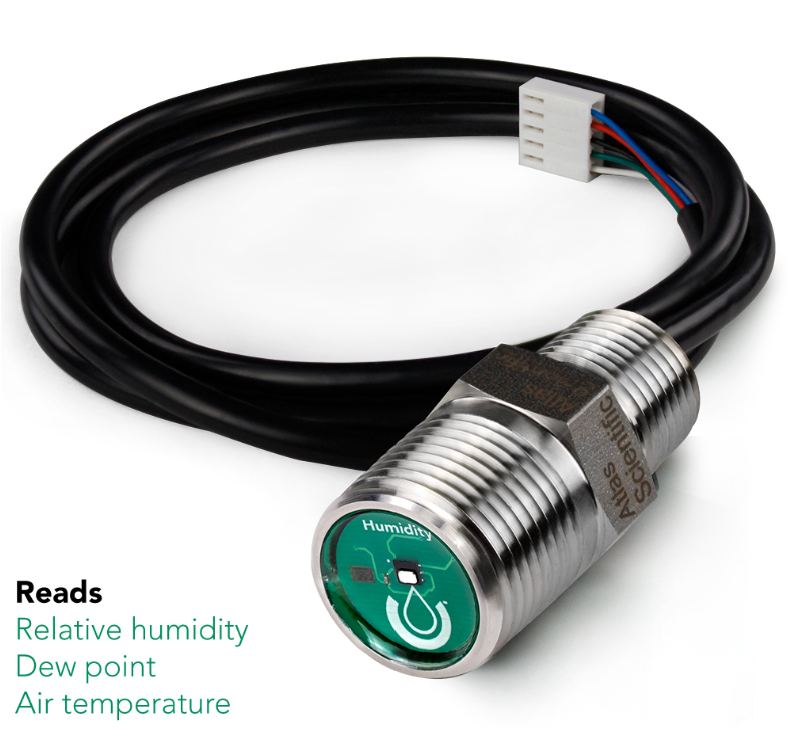 Humidity
Atlas
Scientific
Reads
Relative humidity
Dew point
Air temperature